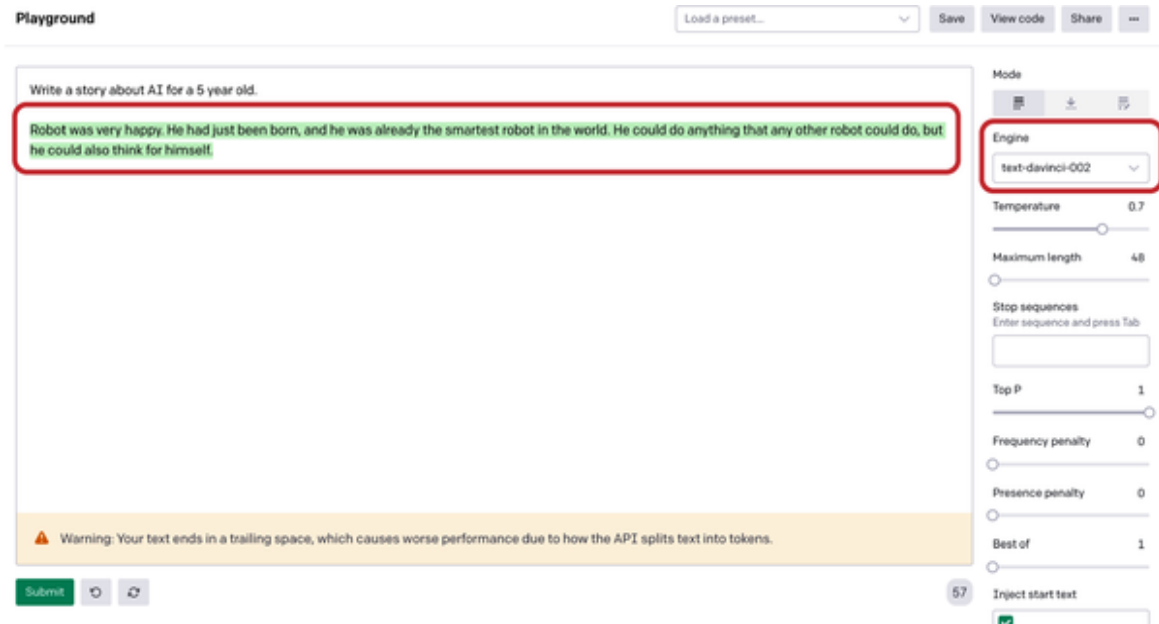 Playground
Load a preset...
Save
View code
Share
...
Write a story about AI for a 5 year old.
Robot was very happy. He had just been born, and he was already the smartest robot in the world. He could do anything that any other robot could do, but
he could also think for himself.
Warning: Your text ends in a trailing space, which causes worse performance due to how the API splits text into tokens.
Submit
57
Mode
Engine
text-davinci-002
Temperature 0.7
Maximum length 48
Stop sequences
Enter sequence and press Tab
Top P 1
Frequency penalty 0
Presence penalty 0
Best of 1
Inject start text